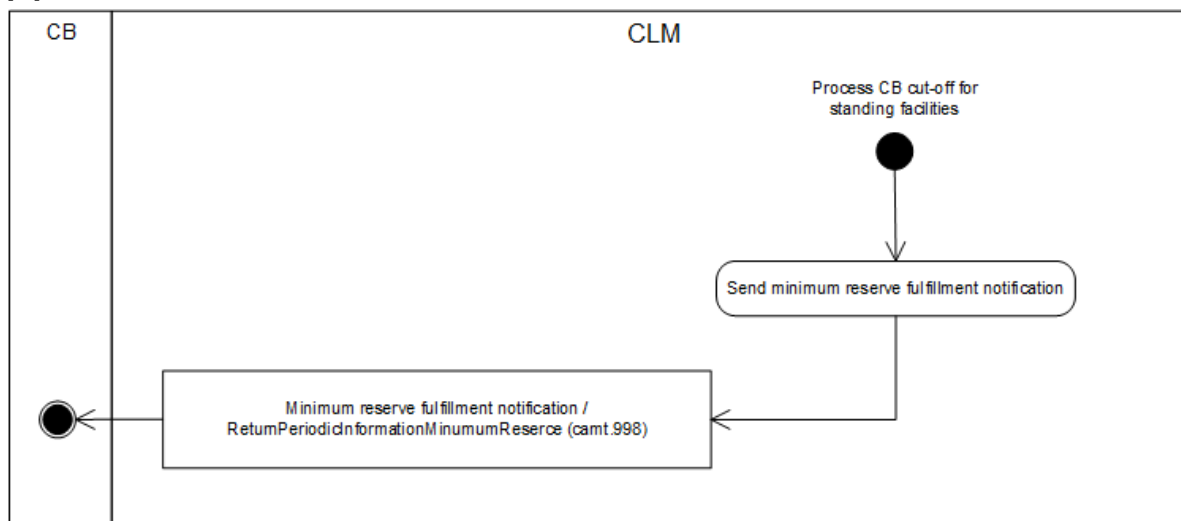 CB
CLM
Process CB cut-off for
standing facilities
Send minimum reserve fulfillment notification
Minimum reserve fulfillment notification /
ReturnPeriodicInformationMinumumReserce (camt.998)